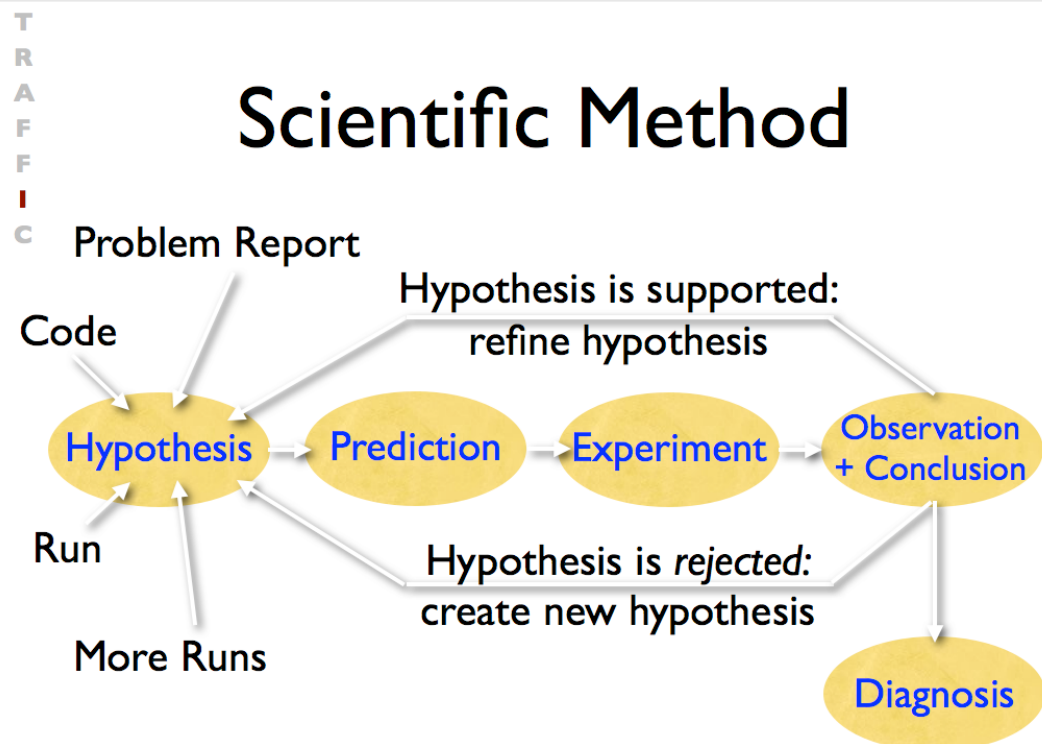 T
R
A
F
F
I
C
Scientific Method
Problem Report
Code
Hypothesis is supported:
refine hypothesis
Hypothesis
Prediction
Experiment
Observation
+ Conclusion
Run
More Runs
Hypothesis is rejected:
create new hypothesis
Diagnosis